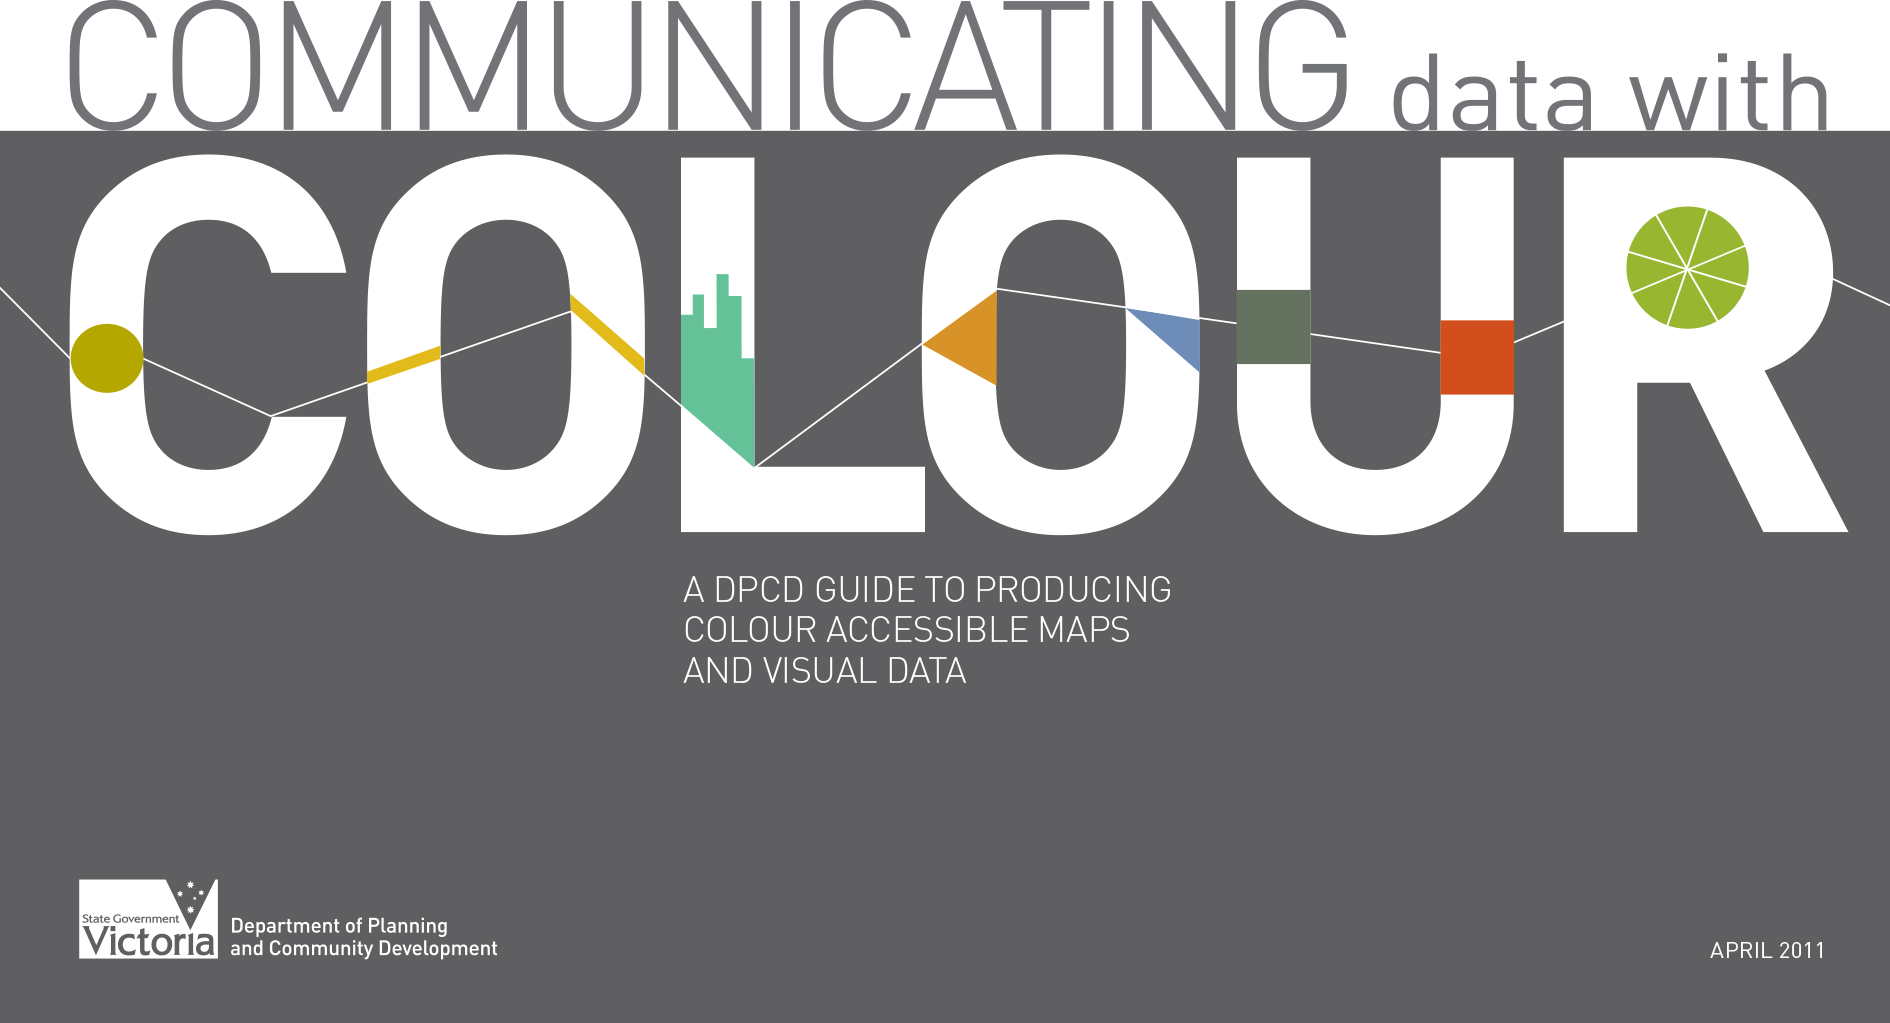 COMMUNICATING data with
COLOUR
A DPCD GUIDE TO PRODUCING
COLOUR ACCESSIBLE MAPS
AND VISUAL DATA
State Government
Victoria
Department of Planning
and Community Development
APRIL 2011